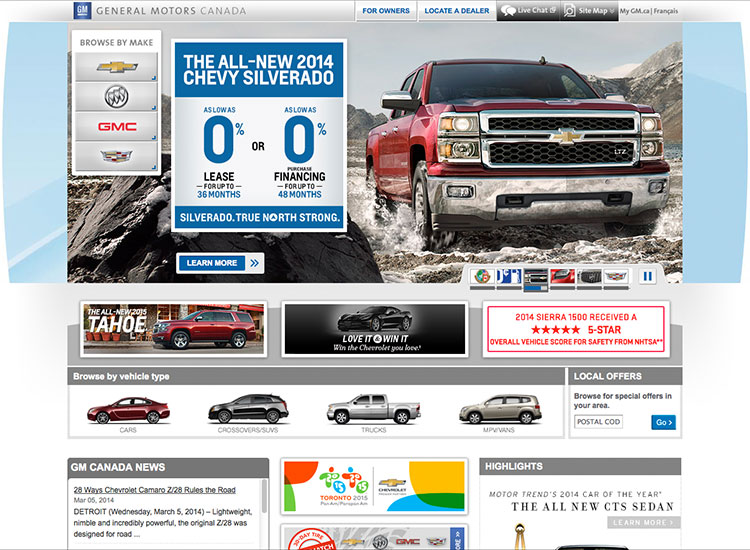 GM GENERAL MOTORS CANADA
FOR OWNERS
LOCATE A DEALER
Live Chat
Site Map
My GM.ca | Français
BROWSE BY MAKE
GMC
THE ALL-NEW 2014
CHEVY SILVERADO
AS LOW AS
0%
LEASE
FOR UP TO
36 MONTHS
OR
AS LOW AS
0%
PURCHASE
FINANCING
FOR UP TO
48 MONTHS
SILVERADO. TRUE NORTH STRONG.
LEARN MORE
LTZ
THE ALL-NEW 2015
TAHOE
LOVE IT & WIN IT
Win the Chevrolet you love!
2014 SIERRA 1500 RECEIVED A
★★★★★ 5-STAR
OVERALL VEHICLE SCORE FOR SAFETY FROM NHTSA**
Browse by vehicle type
CARS
CROSSOVERS/SUVS
TRUCKS
MPV/VANS
LOCAL OFFERS
Browse for special offers in
your area.
POSTAL COD
Go
GM CANADA NEWS
28 Ways Chevrolet Camaro Z/28 Rules the Road
Mar 05, 2014
DETROIT (Wednesday, March 5, 2014) – Lightweight,
nimble and incredibly powerful, the original Z/28 was
designed for road ...
TORONTO 2015
Pan Am/Parapan Am
CHEVROLET
30-DAY TIRE
GMC
HIGHLIGHTS
MOTOR TREND'S 2014 CAR OF THE YEAR*
THE ALL NEW CTS SEDAN
LEARN MORE